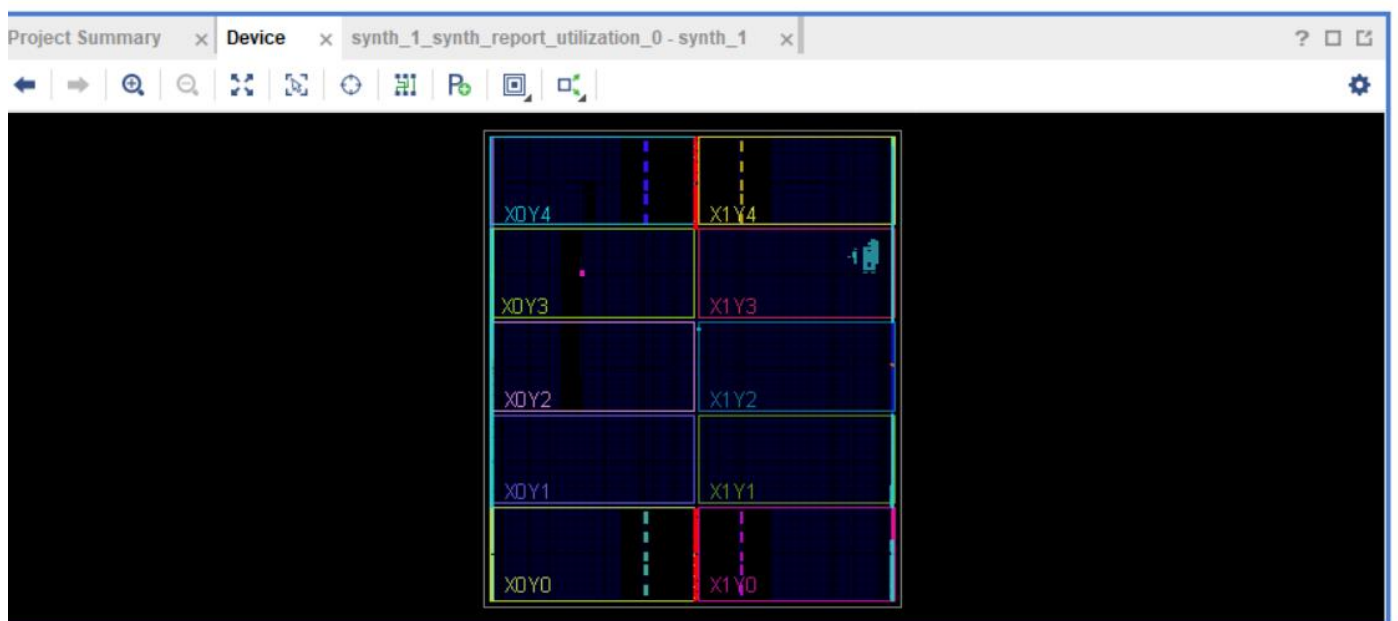 Project Summary × Device × synth_1_synth_report_utilization_0 - synth_1 ×
X0Y4 X1Y4
X0Y3 X1Y3
X0Y2 X1Y2
X0Y1 X1Y1
X0Y0 X1Y0